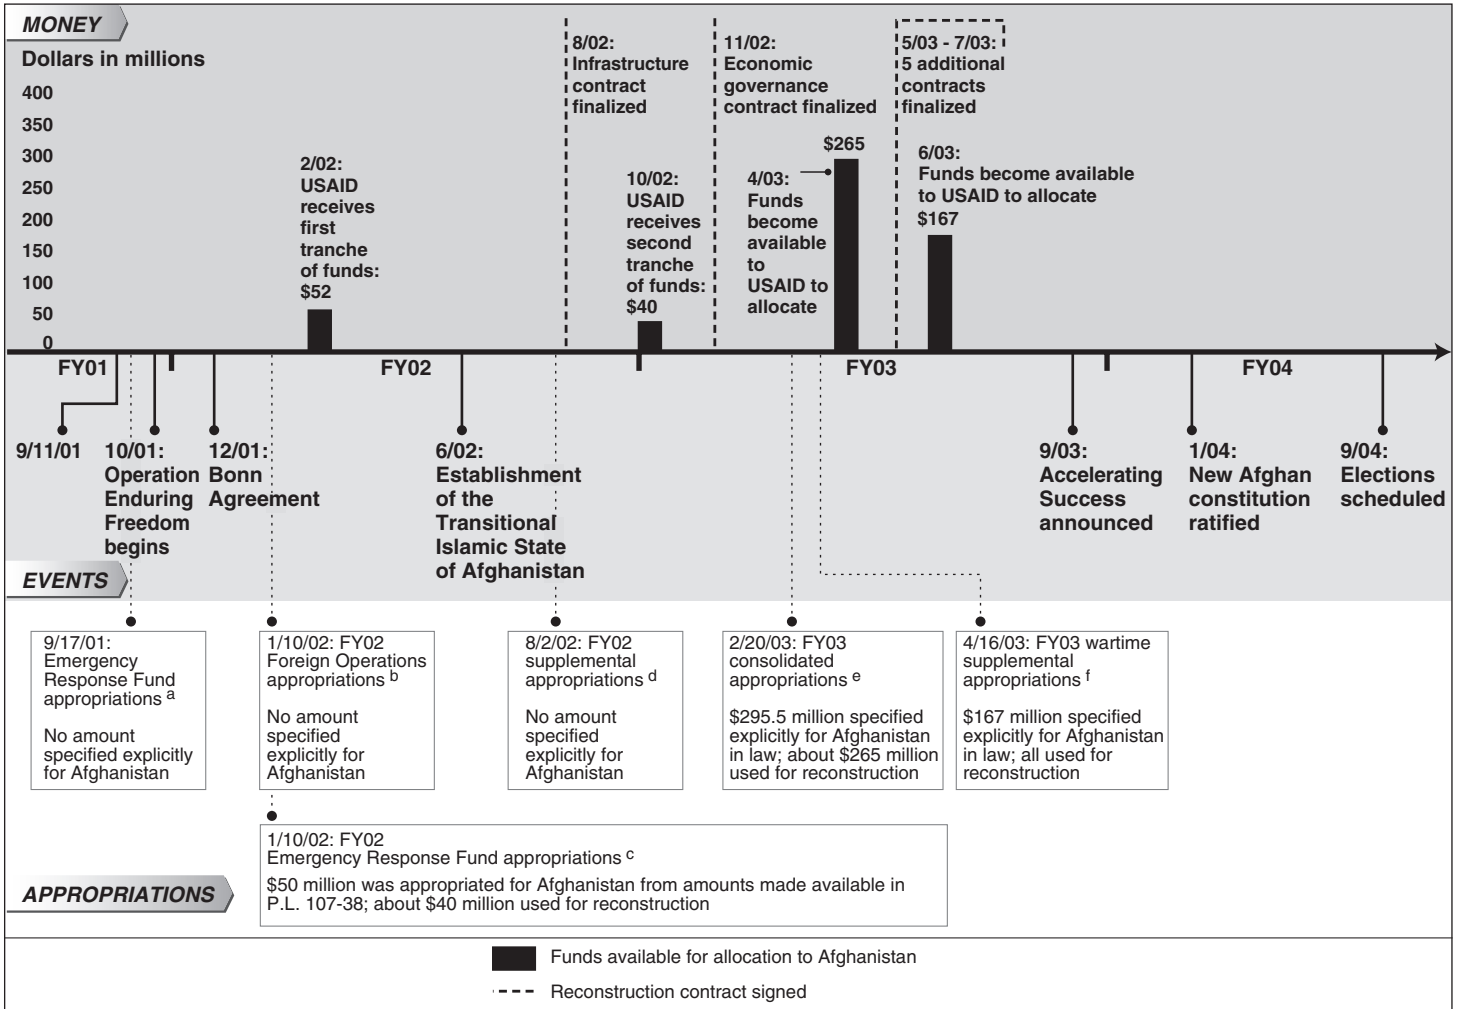 MONEY
Dollars in millions
400
350
300
250
200
150
100
50
0
2/02:
USAID
receives
first
tranche
of funds:
$52
8/02:
Infrastructure
contract
finalized
10/02:
USAID
receives
second
tranche
of funds:
$40
11/02:
Economic
governance
contract finalized
$265
4/03:
Funds
become
available
to
USAID to
allocate
5/03 - 7/03:
5 additional
contracts
finalized
6/03:
Funds become available
to USAID to allocate
$167
FY01
FY02
FY03
FY04
9/11/01
10/01:
Operation
Enduring
Freedom
begins
12/01:
Bonn
Agreement
6/02:
Establishment
of the
Transitional
Islamic State
of Afghanistan
9/03:
Accelerating
Success
announced
1/04:
New Afghan
constitution
ratified
9/04:
Elections
scheduled
EVENTS
9/17/01:
Emergency
Response Fund
appropriations a
No amount
specified explicitly
for Afghanistan
1/10/02: FY02
Foreign Operations
appropriations b
No amount
specified
explicitly for
Afghanistan
8/2/02: FY02
supplemental
appropriations d
No amount
specified
explicitly for
Afghanistan
2/20/03: FY03
consolidated
appropriations e
$295.5 million specified
explicitly for Afghanistan
in law; about $265 million
used for reconstruction
4/16/03: FY03 wartime
supplemental
appropriations f
$167 million specified
explicitly for Afghanistan
in law; all used for
reconstruction
1/10/02: FY02
Emergency Response Fund appropriations c
$50 million was appropriated for Afghanistan from amounts made available in
P.L. 107-38; about $40 million used for reconstruction
APPROPRIATIONS
Funds available for allocation to Afghanistan
Reconstruction contract signed